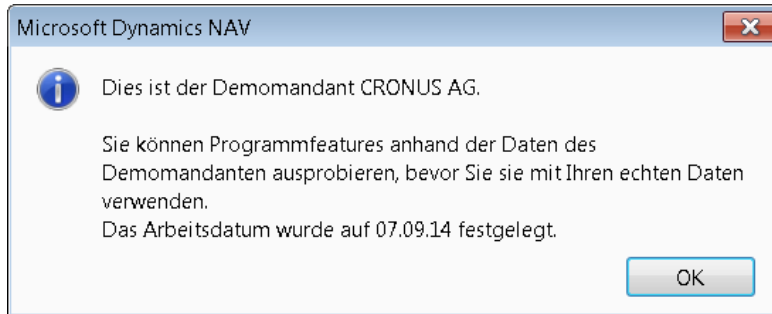 Microsoft Dynamics NAV
Dies ist der Demomandant CRONUS AG.
Sie können Programmfeatures anhand der Daten des
Demomandanten ausprobieren, bevor Sie sie mit Ihren echten Daten
verwenden.
Das Arbeitsdatum wurde auf 07.09.14 festgelegt.
OK